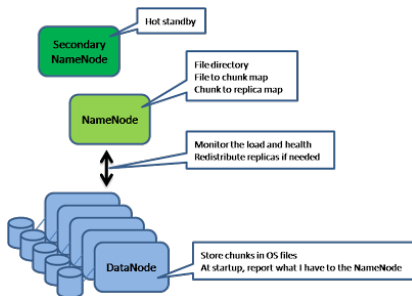 Hot standby
Secondary
NameNode
File directory
File to chunk map
Chunk to replica map
NameNode
Monitor the load and health
Redistribute replicas if needed
Store chunks in OS files
At startup, report what I have to the NameNode
DataNode